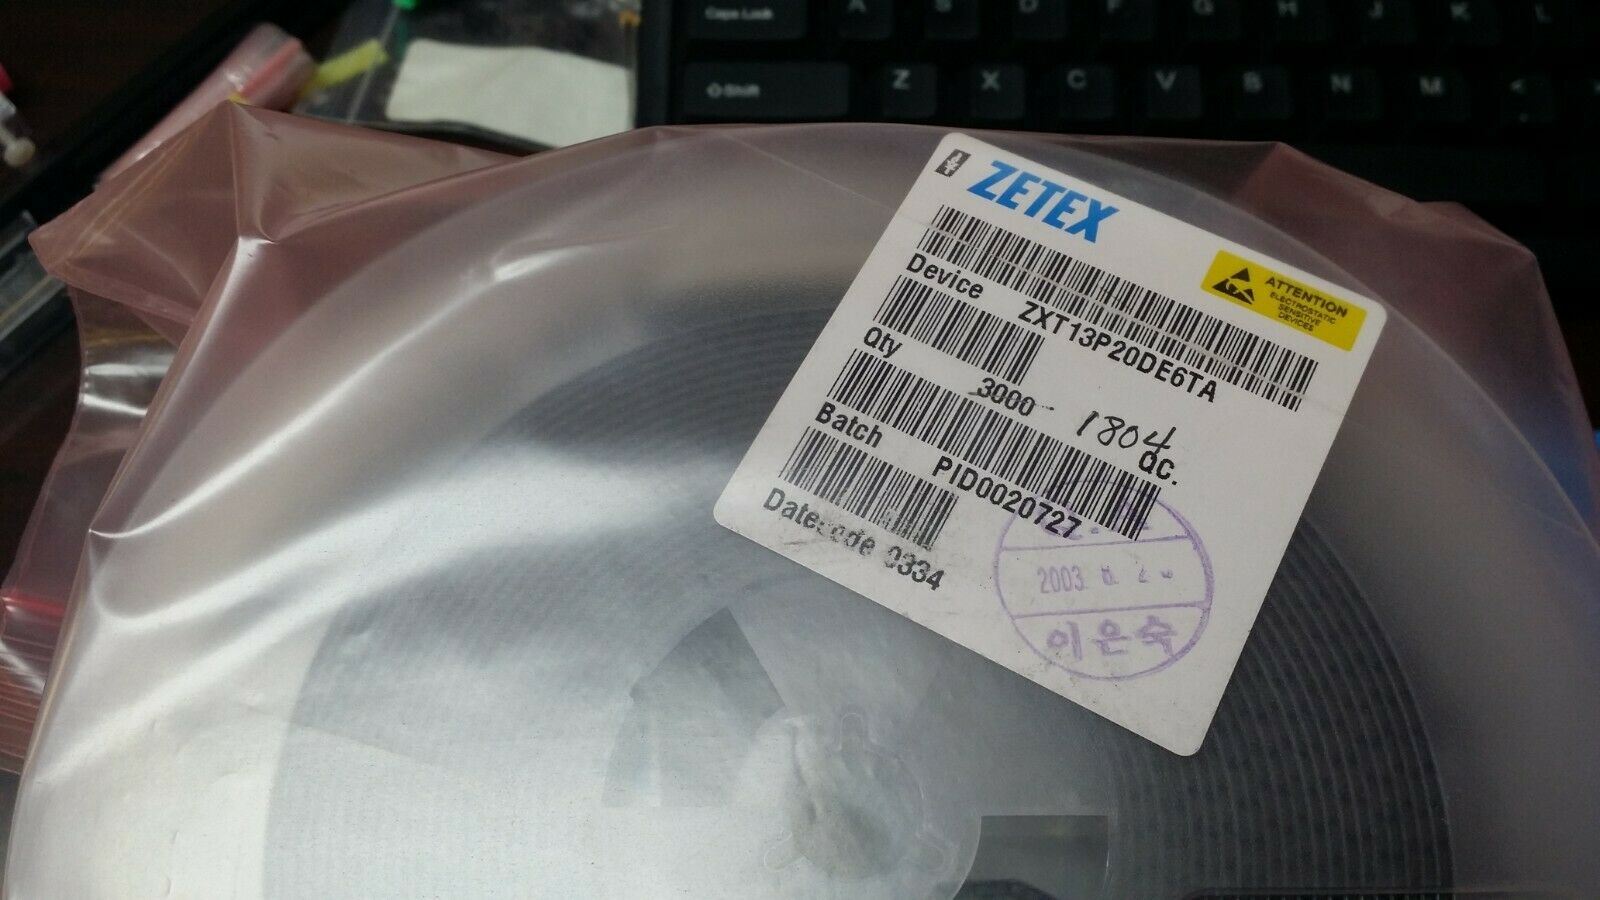 Caps Lock A S D F G H J K L
Shift Z X C V B N M <
ZETEX
ATTENTION
ELECTROSTATIC
SENSITIVE
DEVICES
Device ZXT13P20DE6TA
Qty 3000 1804
Batch PID0020727 QC.
Datecode 0334
2003
이은숙